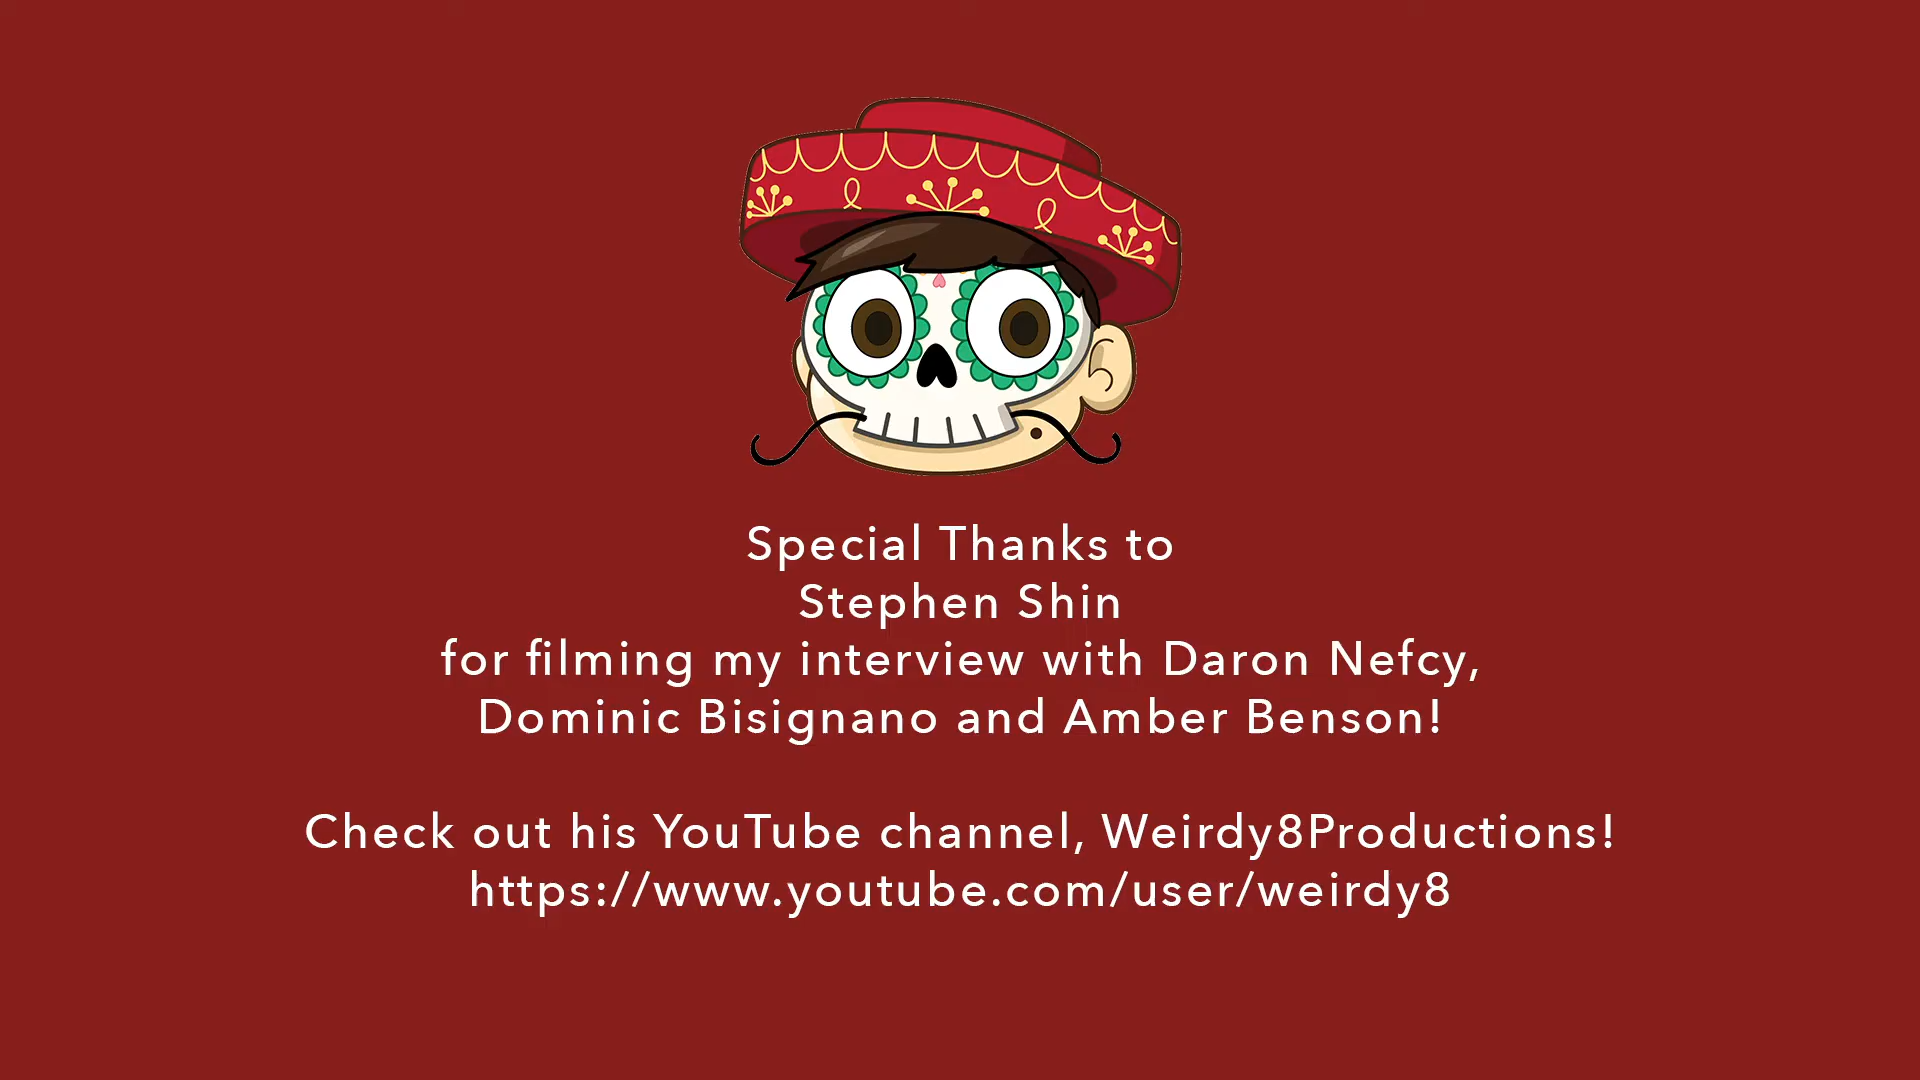 Special Thanks to
Stephen Shin
for filming my interview with Daron Nefcy,
Dominic Bisignano and Amber Benson!
Check out his YouTube channel, Weirdy8Productions!
https://www.youtube.com/user/weirdy8